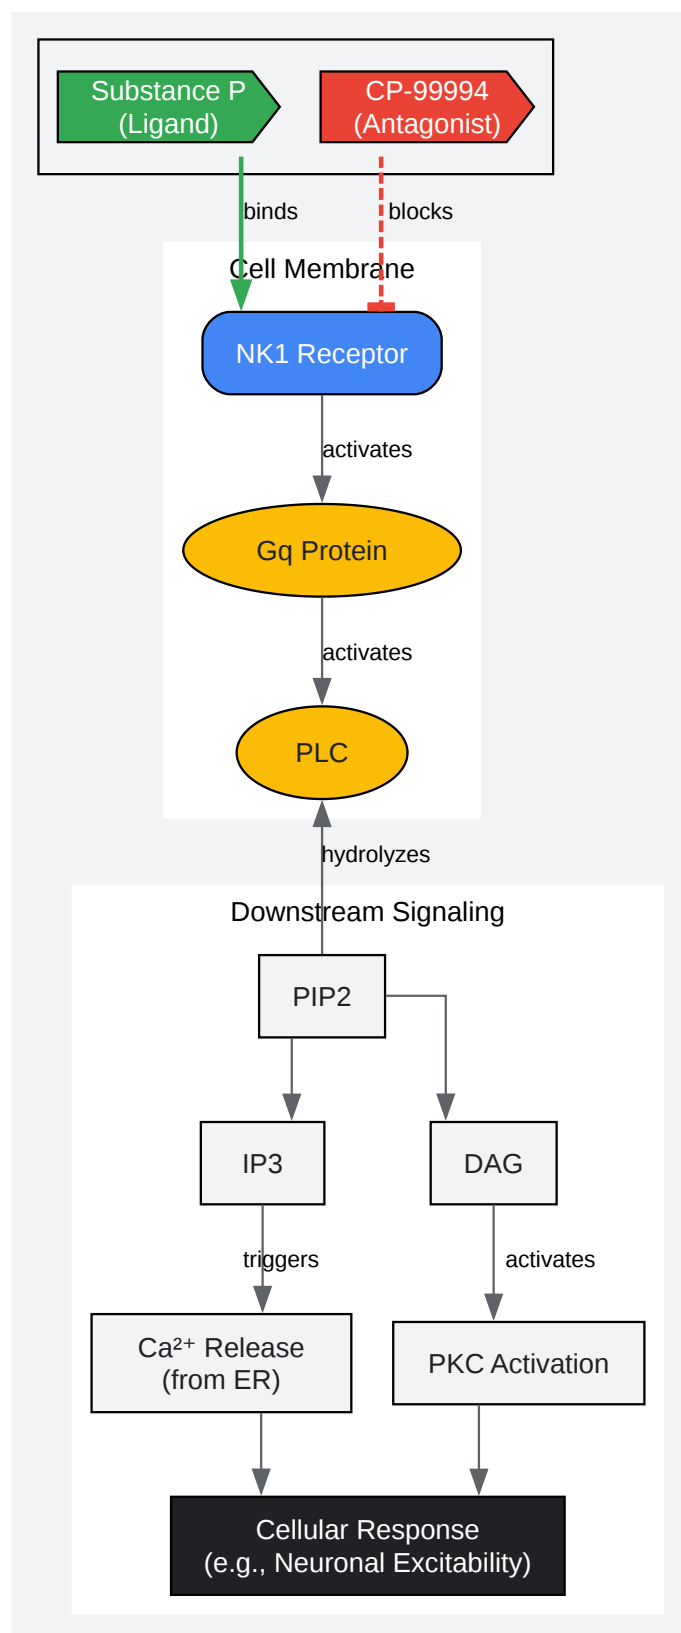 Substance P
(Ligand)
CP-99994
(Antagonist)
binds
blocks
Cell Membrane
NK1 Receptor
activates
Gq Protein
activates
PLC
hydrolyzes
Downstream Signaling
PIP2
IP3
DAG
triggers
activates
Ca²⁺ Release
(from ER)
PKC Activation
Cellular Response
(e.g., Neuronal Excitability)